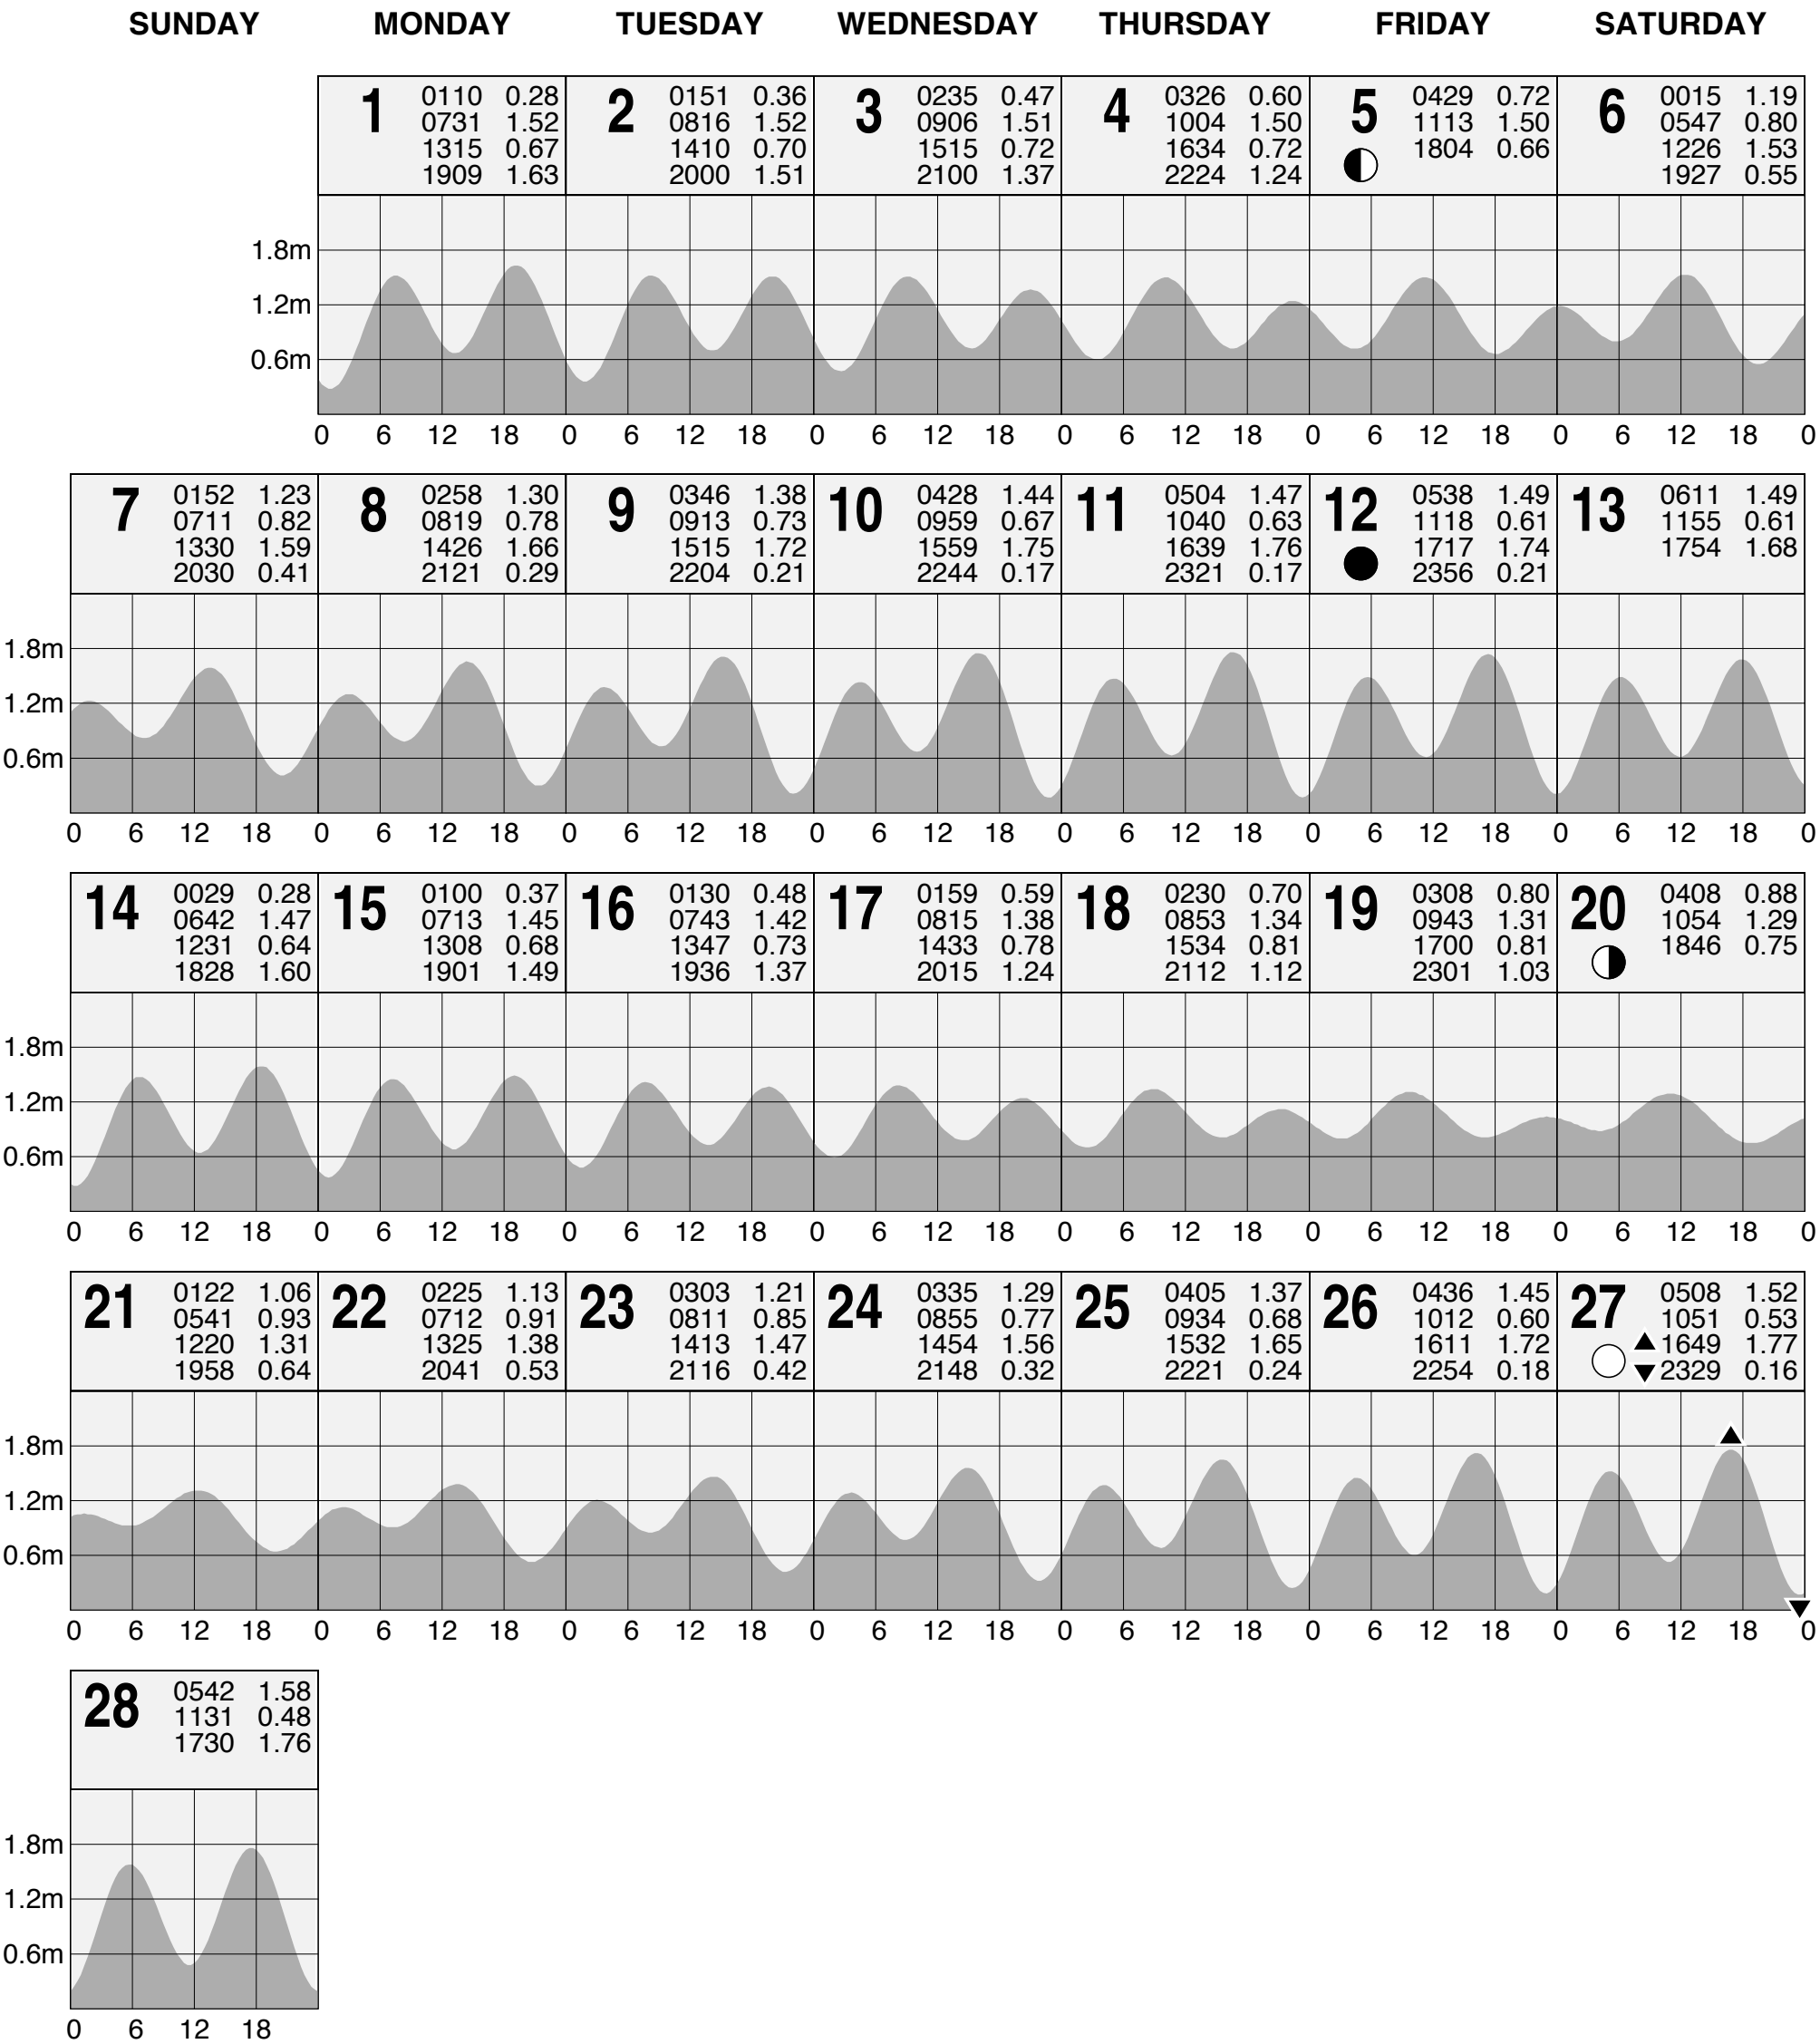 SUNDAY MONDAY TUESDAY WEDNESDAY THURSDAY FRIDAY SATURDAY
1 0110 0.28
0731 1.52
1315 0.67
1909 1.63
2 0151 0.36
0816 1.52
1410 0.70
2000 1.51
3 0235 0.47
0906 1.51
1515 0.72
2100 1.37
4 0326 0.60
1004 1.50
1634 0.72
2224 1.24
5 0429 0.72
1113 1.50
1804 0.66
6 0015 1.19
0547 0.80
1226 1.53
1927 0.55
1.8m
1.2m
0.6m
0 6 12 18 0 6 12 18 0 6 12 18 0 6 12 18 0 6 12 18 0 6 12 18 0
7 0152 1.23
0711 0.82
1330 1.59
2030 0.41
8 0258 1.30
0819 0.78
1426 1.66
2121 0.29
9 0346 1.38
0913 0.73
1515 1.72
2204 0.21
10 0428 1.44
0959 0.67
1559 1.75
2244 0.17
11 0504 1.47
1040 0.63
1639 1.76
2321 0.17
12 0538 1.49
1118 0.61
1717 1.74
2356 0.21
13 0611 1.49
1155 0.61
1754 1.68
1.8m
1.2m
0.6m
0 6 12 18 0 6 12 18 0 6 12 18 0 6 12 18 0 6 12 18 0 6 12 18 0 6 12 18 0
14 0029 0.28
0642 1.47
1231 0.64
1828 1.60
15 0100 0.37
0713 1.45
1308 0.68
1901 1.49
16 0130 0.48
0743 1.42
1347 0.73
1936 1.37
17 0159 0.59
0815 1.38
1433 0.78
2015 1.24
18 0230 0.70
0853 1.34
1534 0.81
2112 1.12
19 0308 0.80
0943 1.31
1700 0.81
2301 1.03
20 0408 0.88
1054 1.29
1846 0.75
1.8m
1.2m
0.6m
0 6 12 18 0 6 12 18 0 6 12 18 0 6 12 18 0 6 12 18 0 6 12 18 0 6 12 18 0
21 0122 1.06
0541 0.93
1220 1.31
1958 0.64
22 0225 1.13
0712 0.91
1325 1.38
2041 0.53
23 0303 1.21
0811 0.85
1413 1.47
2116 0.42
24 0335 1.29
0855 0.77
1454 1.56
2148 0.32
25 0405 1.37
0934 0.68
1532 1.65
2221 0.24
26 0436 1.45
1012 0.60
1611 1.72
2254 0.18
27 0508 1.52
1051 0.53
1649 1.77
2329 0.16
1.8m
1.2m
0.6m
0 6 12 18 0 6 12 18 0 6 12 18 0 6 12 18 0 6 12 18 0 6 12 18 0 6 12 18 0
28 0542 1.58
1131 0.48
1730 1.76
1.8m
1.2m
0.6m
0 6 12 18